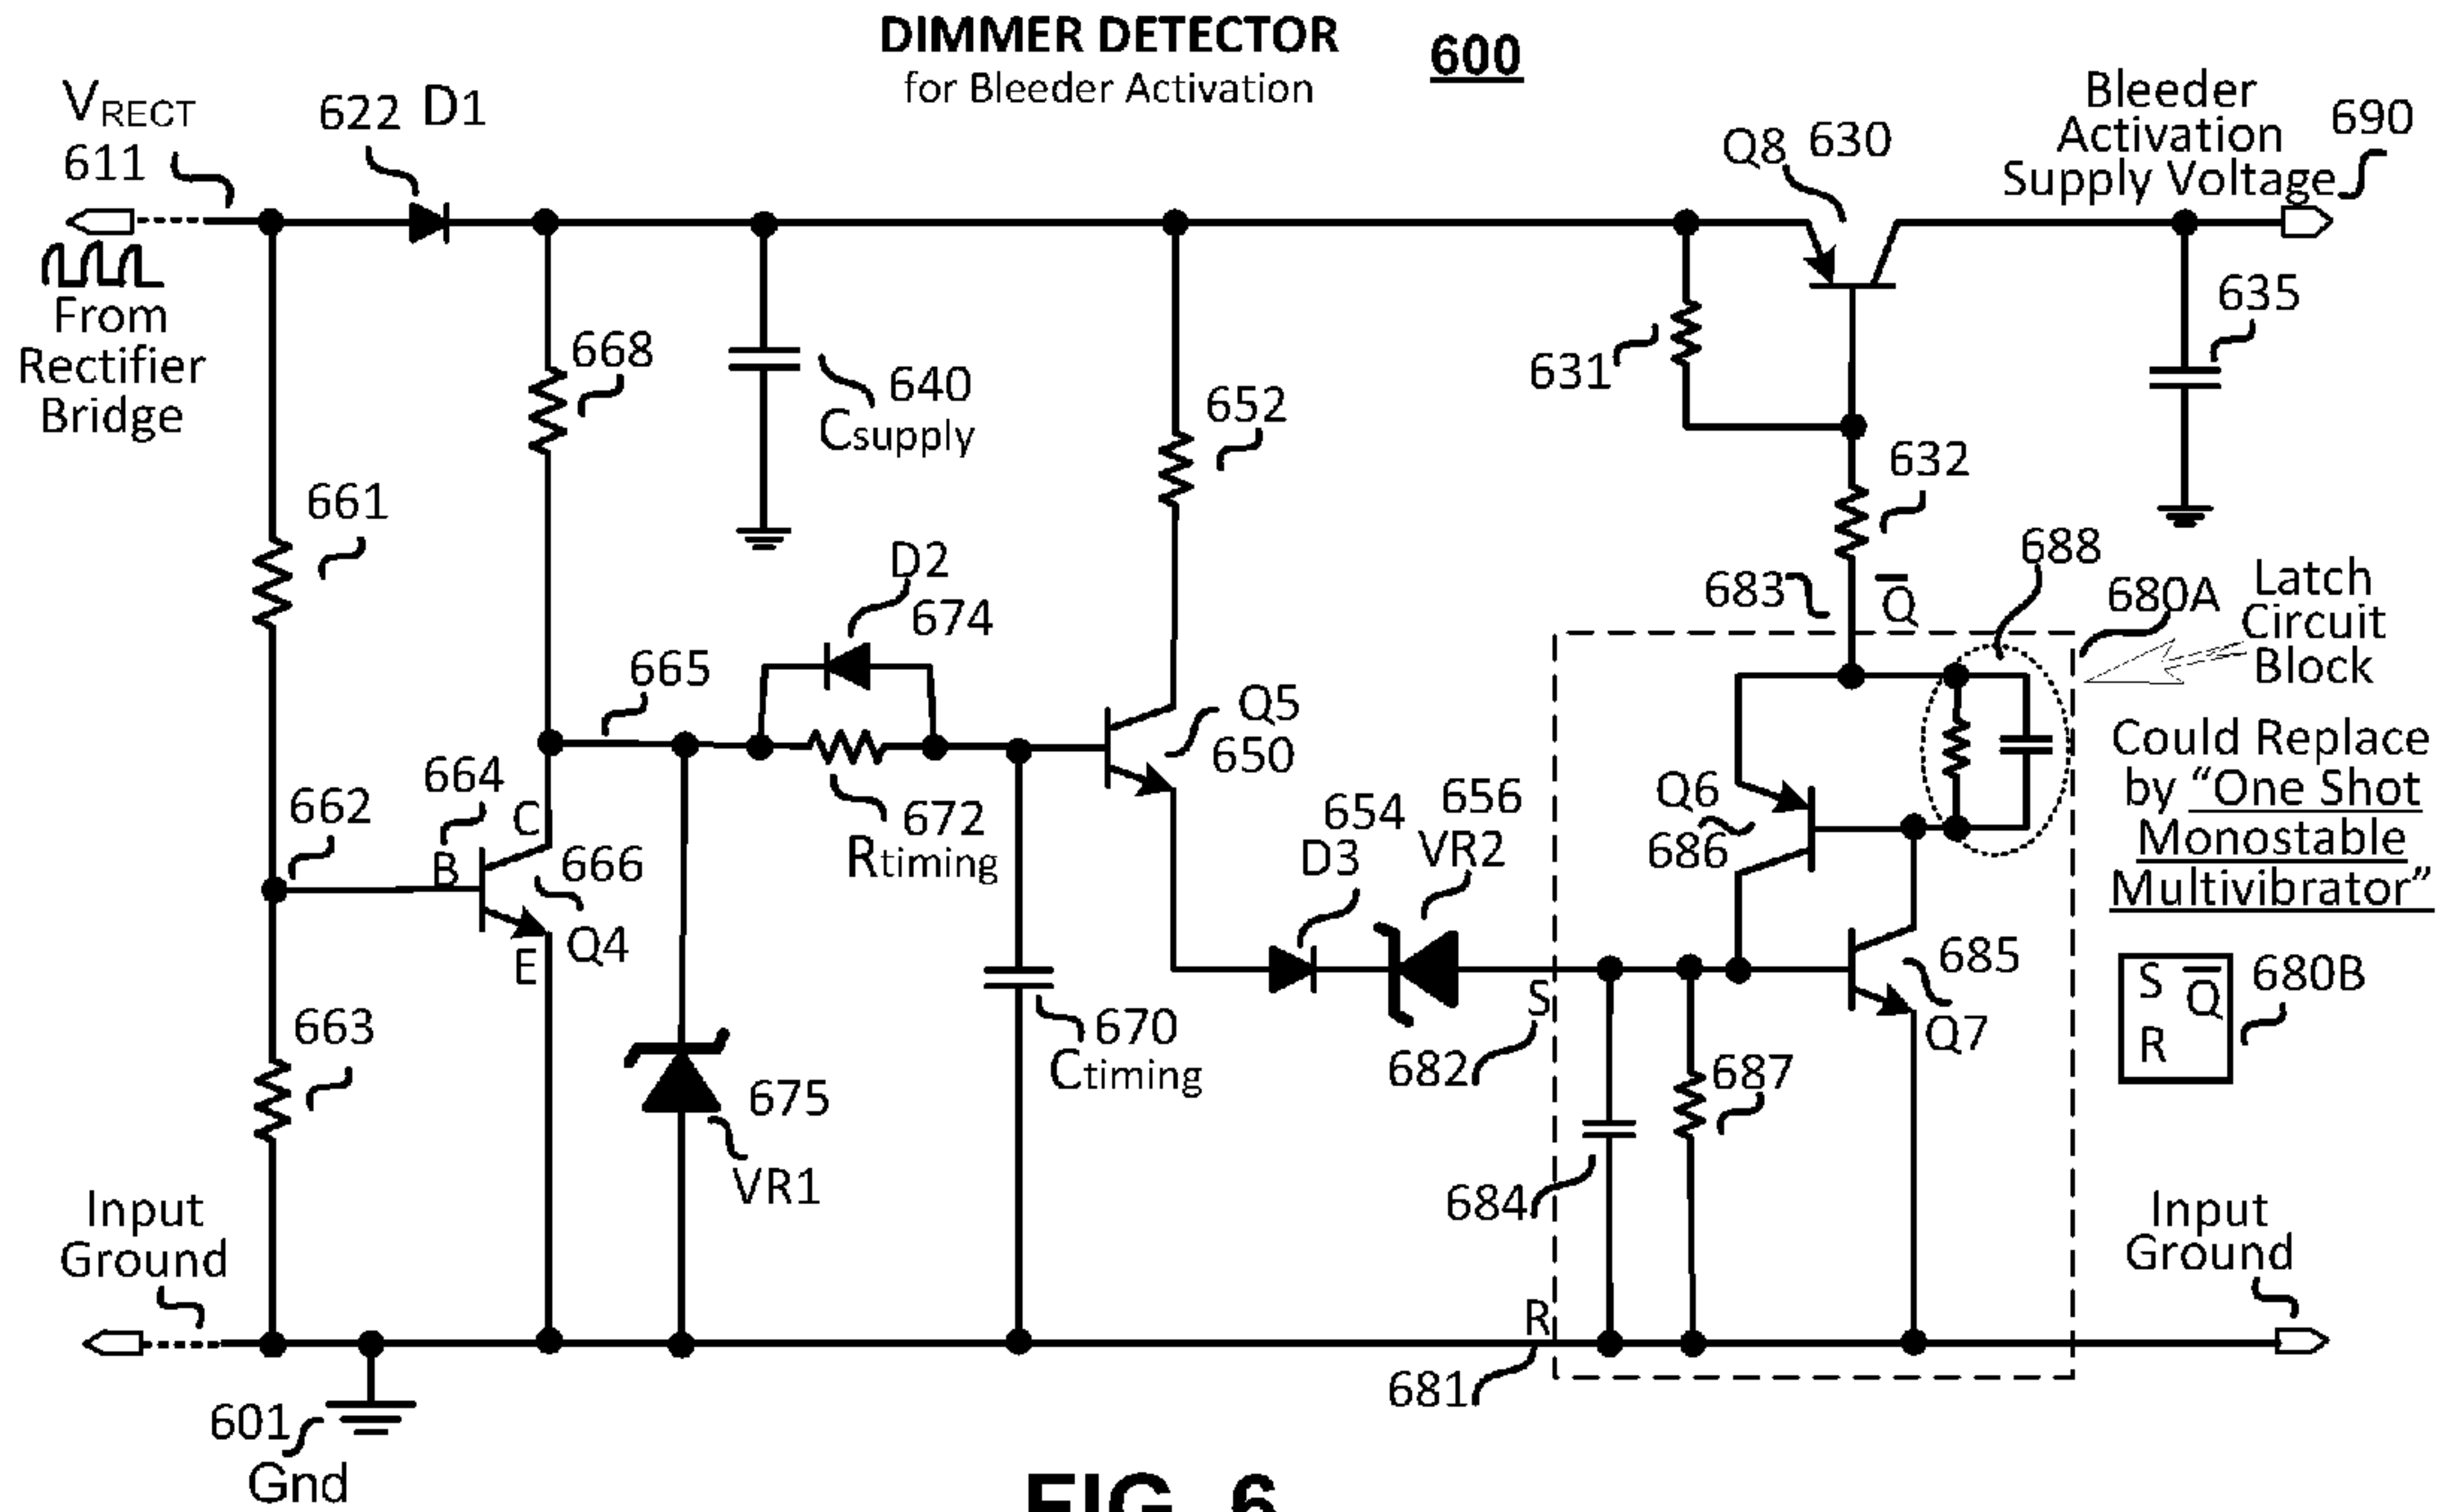 DIMMER DETECTOR
for Bleeder Activation
600
VRECT
611
622 D1
From
Rectifier
Bridge
Q8 630
Bleeder
Activation
Supply Voltage
690
668
640
Csupply
652
631
632
635
661
D2
674
665
683
Q̅
688
680A
Latch
Circuit
Block
Could Replace
by “One Shot
Monostable
Multivibrator”
662
664
B
C
666
Q4
E
672
Rtiming
Q5
650
654
D3
656
VR2
Q6
686
685
Q7
S
682
S Q̅
R
680B
663
675
VR1
670
Ctiming
687
684
Input
Ground
Input
Ground
R
681
601
Gnd
FIG. 6